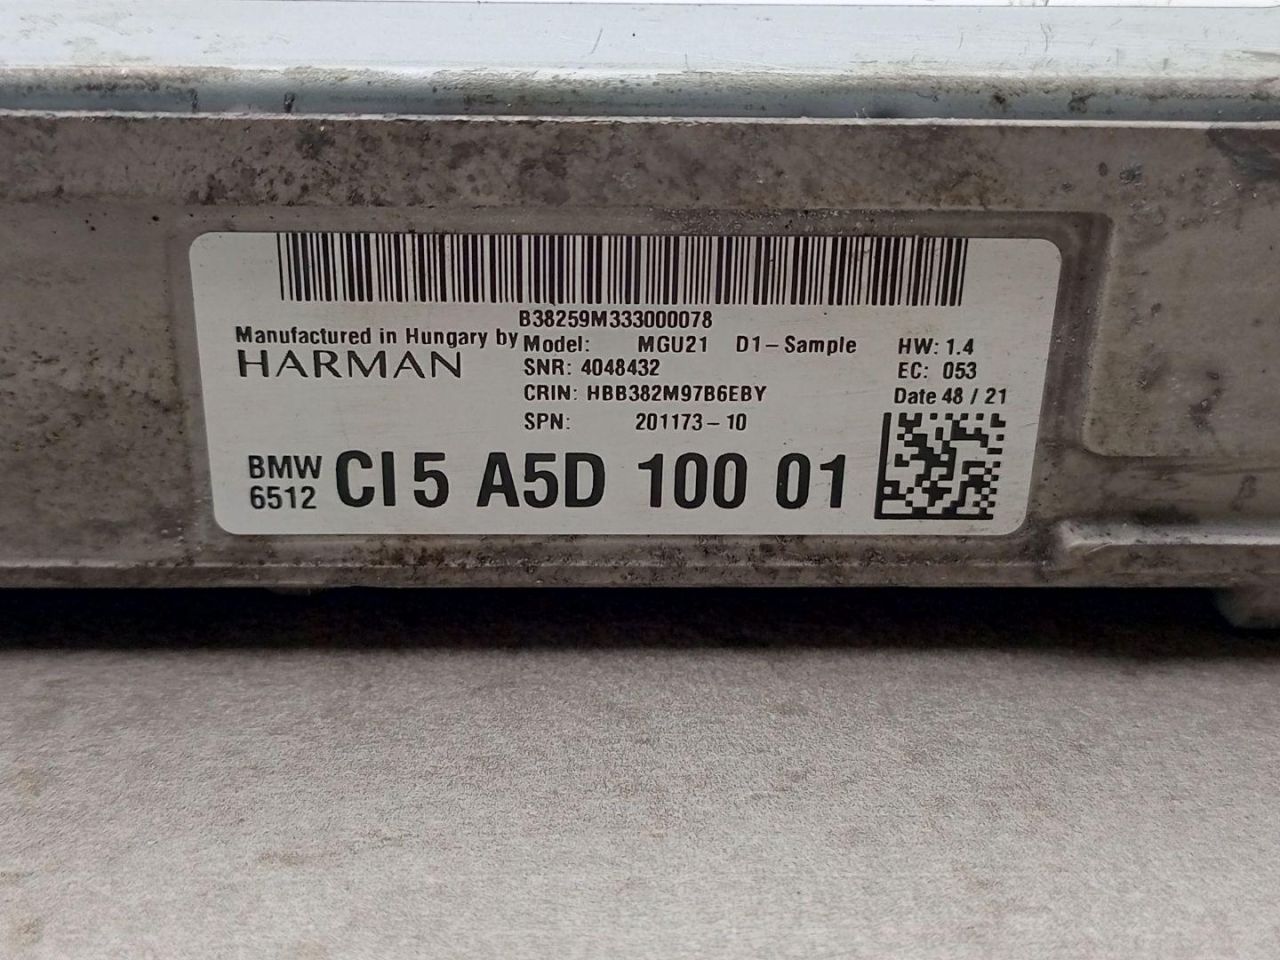 B38259M333000078
Manufactured in Hungary by
HARMAN
Model: MGU21 D1-Sample
SNR: 4048432
CRIN: HBB382M97B6EBY
SPN: 201173-10
HW: 1.4
EC: 053
Date 48 / 21
BMW
6512
CI5 A5D 100 01